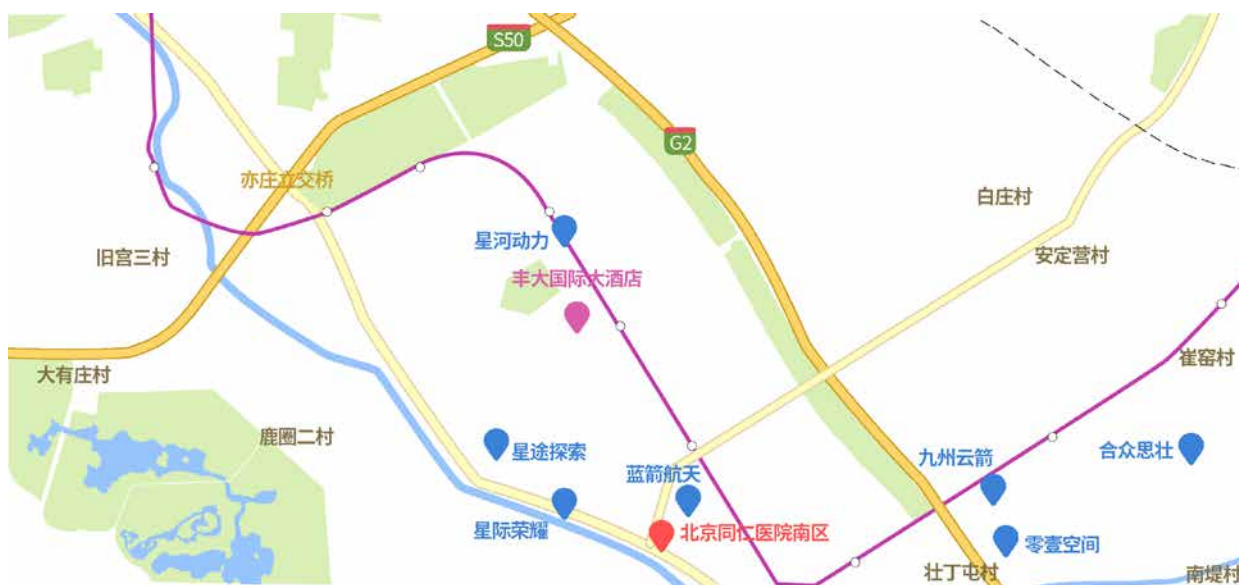 S50
G2
亦庄立交桥
白庄村
星河动力
旧宫三村
安定营村
丰大国际大酒店
崔窑村
大有庄村
鹿圈二村
星途探索
合众思壮
九州云箭
蓝箭航天
星际荣耀
北京同仁医院南区
零壹空间
壮丁屯村
南堤村